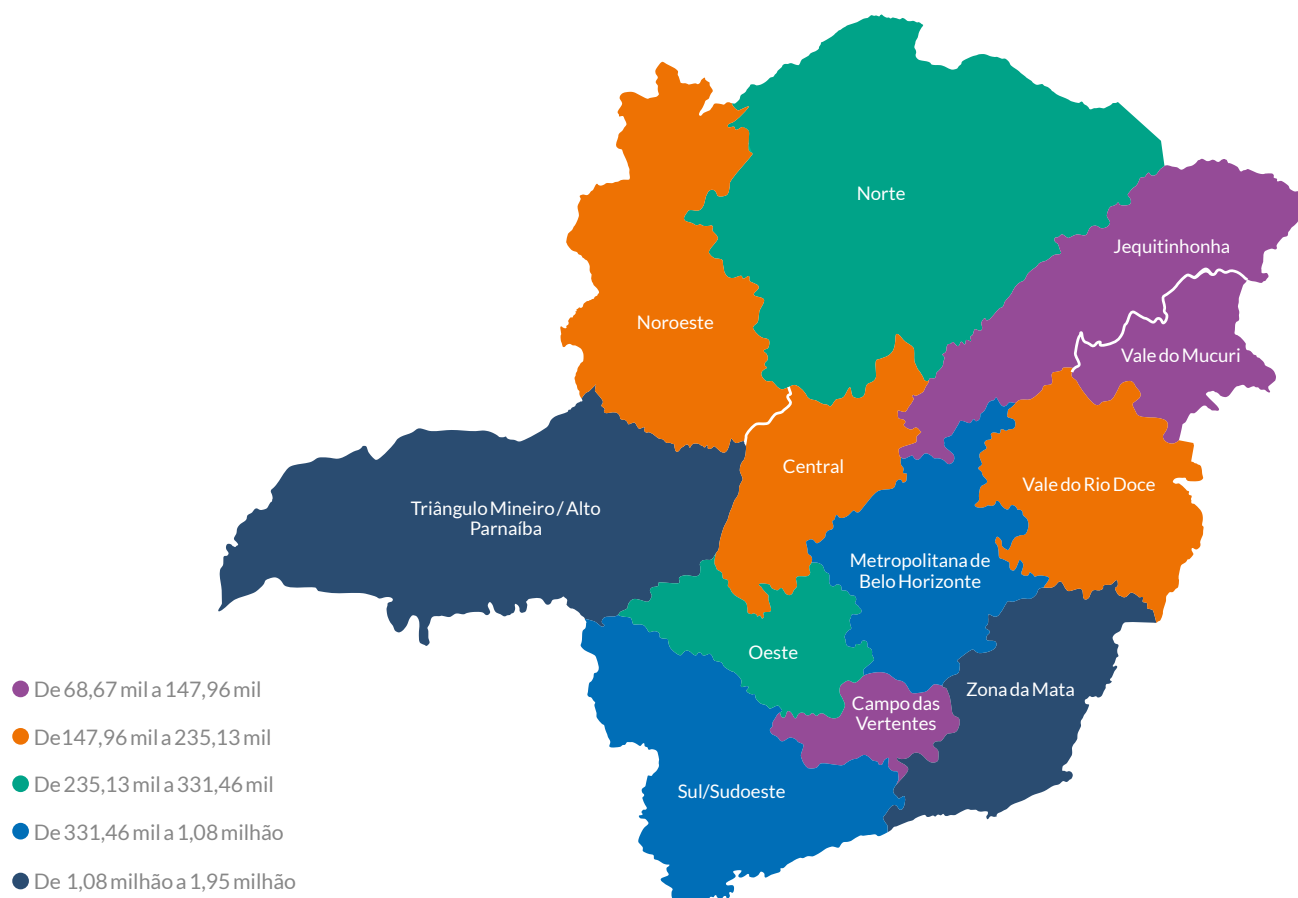 Norte
Jequitinhonha
Noroeste
Vale do Mucuri
Central
Vale do Rio Doce
Triângulo Mineiro / Alto
Parnaíba
Metropolitana de
Belo Horizonte
Oeste
Zona da Mata
Campo das
Vertentes
Sul/Sudoeste
De 68,67 mil a 147,96 mil
De 147,96 mil a 235,13 mil
De 235,13 mil a 331,46 mil
De 331,46 mil a 1,08 milhão
De 1,08 milhão a 1,95 milhão